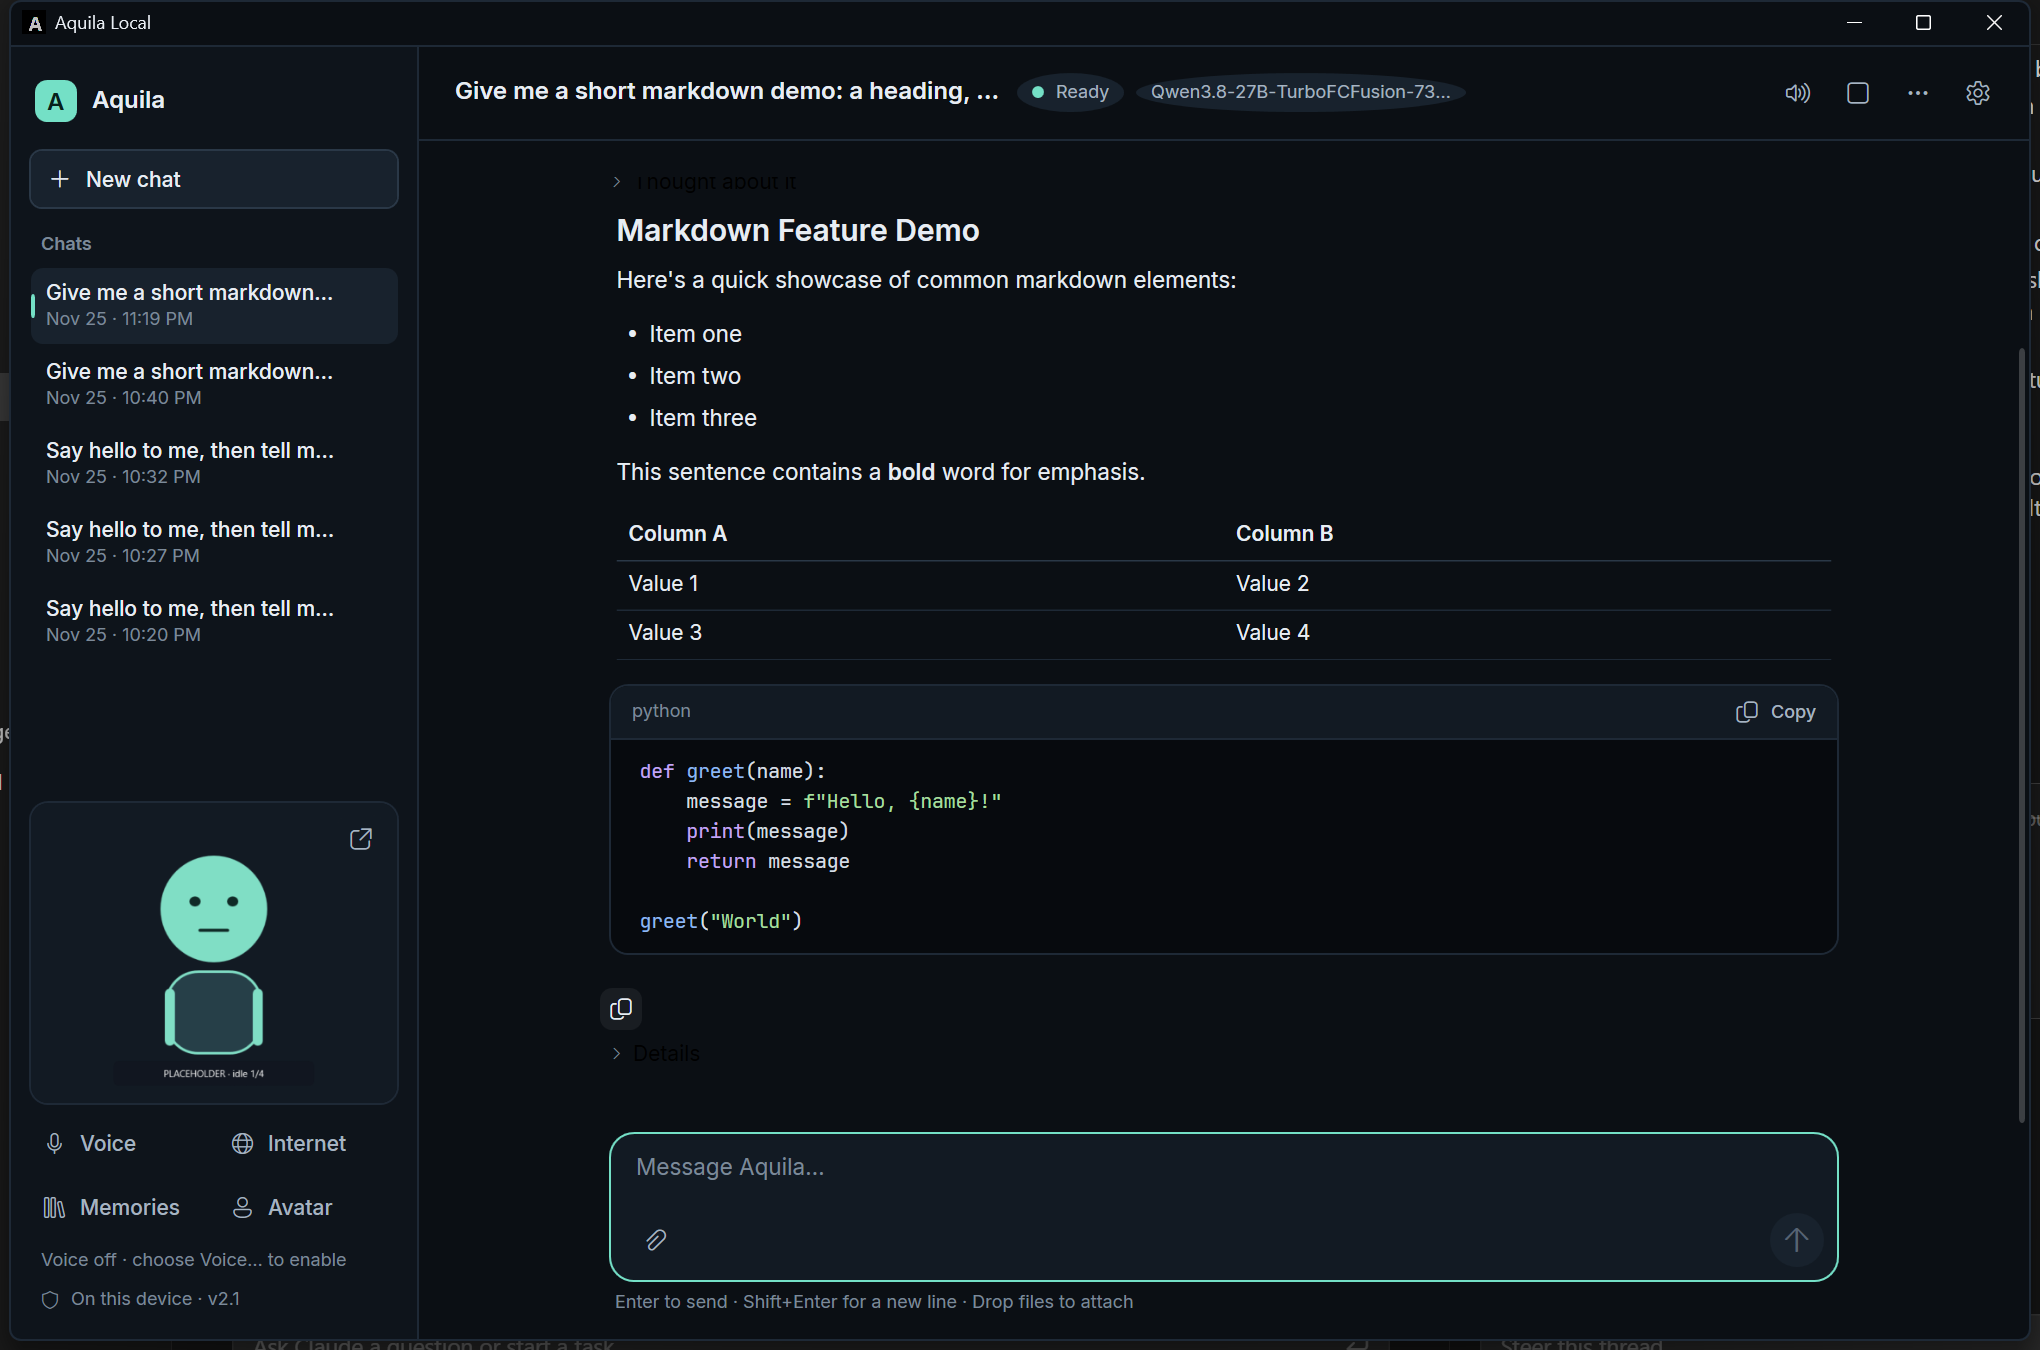 Aquila Local
A Aquila
New chat
Chats
Give me a short markdown...
Nov 25 · 11:19 PM
Give me a short markdown...
Nov 25 · 10:40 PM
Say hello to me, then tell m...
Nov 25 · 10:32 PM
Say hello to me, then tell m...
Nov 25 · 10:27 PM
Say hello to me, then tell m...
Nov 25 · 10:20 PM
PLACEHOLDER - idle 1/4
Voice
Internet
Memories
Avatar
Voice off · choose Voice... to enable
On this device · v2.1
Give me a short markdown demo: a heading, ...
Ready
Qwen3.8-27B-TurboFCFusion-73...
Thought about it
Markdown Feature Demo
Here's a quick showcase of common markdown elements:
• Item one
• Item two
• Item three
This sentence contains a bold word for emphasis.
Column A Column B
Value 1 Value 2
Value 3 Value 4
python
Copy
def greet(name):
    message = f"Hello, {name}!"
    print(message)
    return message
greet("World")
Details
Message Aquila...
Enter to send · Shift+Enter for a new line · Drop files to attach
Ask Claude a question or start a task
Steer this thread